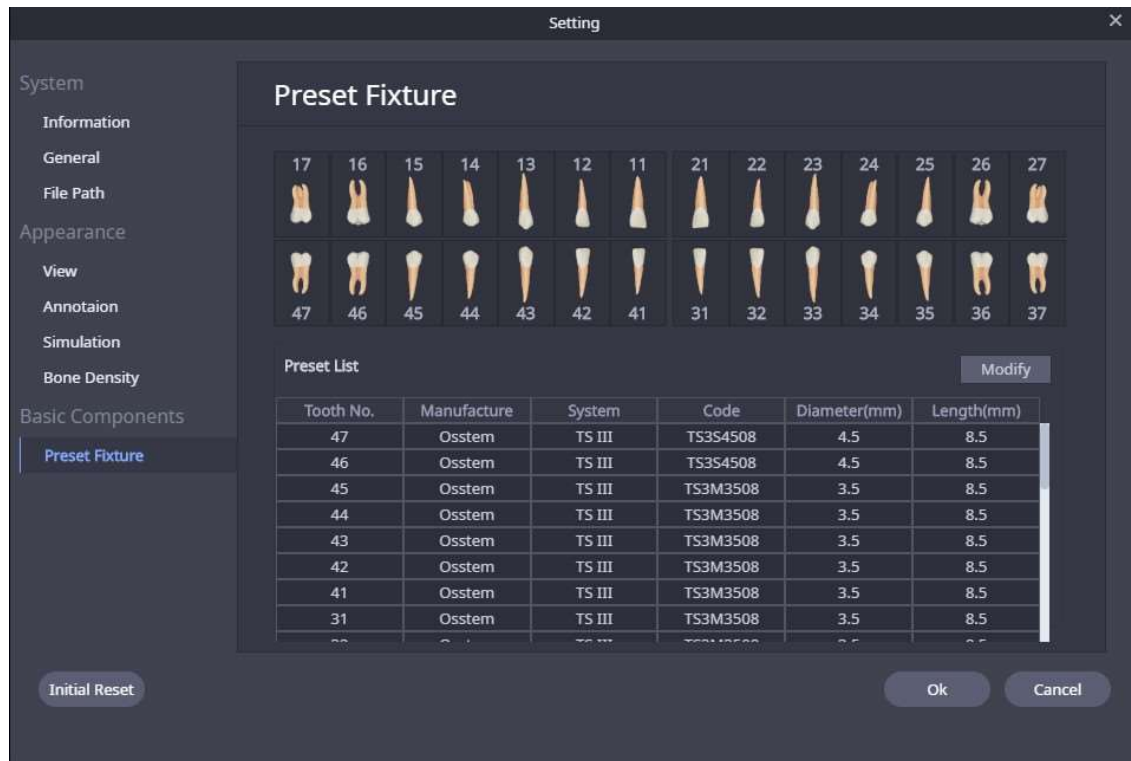 Setting
System
Information
General
File Path
Appearance
View
Annotaion
Simulation
Bone Density
Basic Components
Preset Fixture
Preset Fixture
17 16 15 14 13 12 11 21 22 23 24 25 26 27
47 46 45 44 43 42 41 31 32 33 34 35 36 37
Preset List
Modify
Tooth No. Manufacture System Code Diameter(mm) Length(mm)
47 Osstem TS III TS3S4508 4.5 8.5
46 Osstem TS III TS3S4508 4.5 8.5
45 Osstem TS III TS3M3508 3.5 8.5
44 Osstem TS III TS3M3508 3.5 8.5
43 Osstem TS III TS3M3508 3.5 8.5
42 Osstem TS III TS3M3508 3.5 8.5
41 Osstem TS III TS3M3508 3.5 8.5
31 Osstem TS III TS3M3508 3.5 8.5
Initial Reset
Ok Cancel